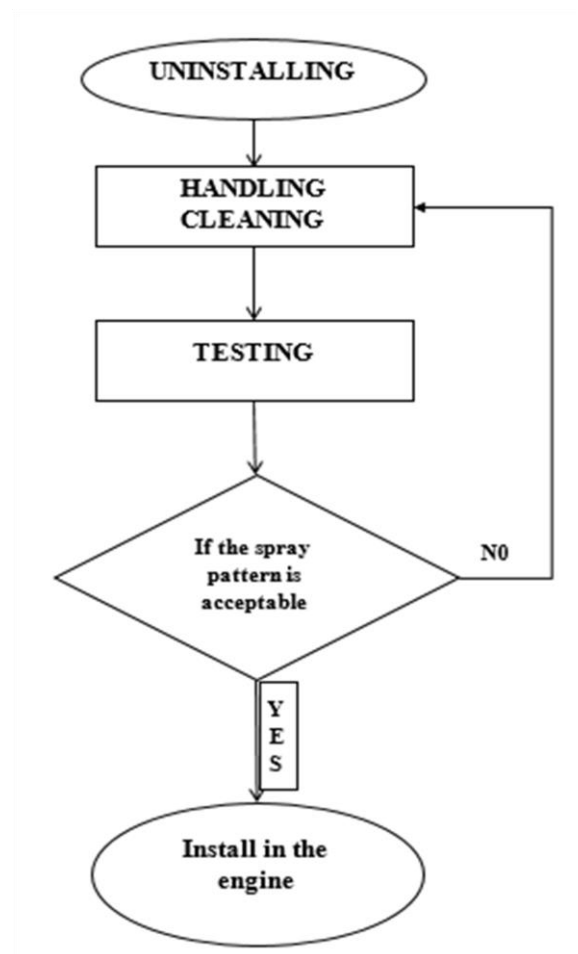 UNINSTALLING
HANDLING
CLEANING
TESTING
If the spray
pattern is
acceptable
N0
Y
E
S
Install in the
engine